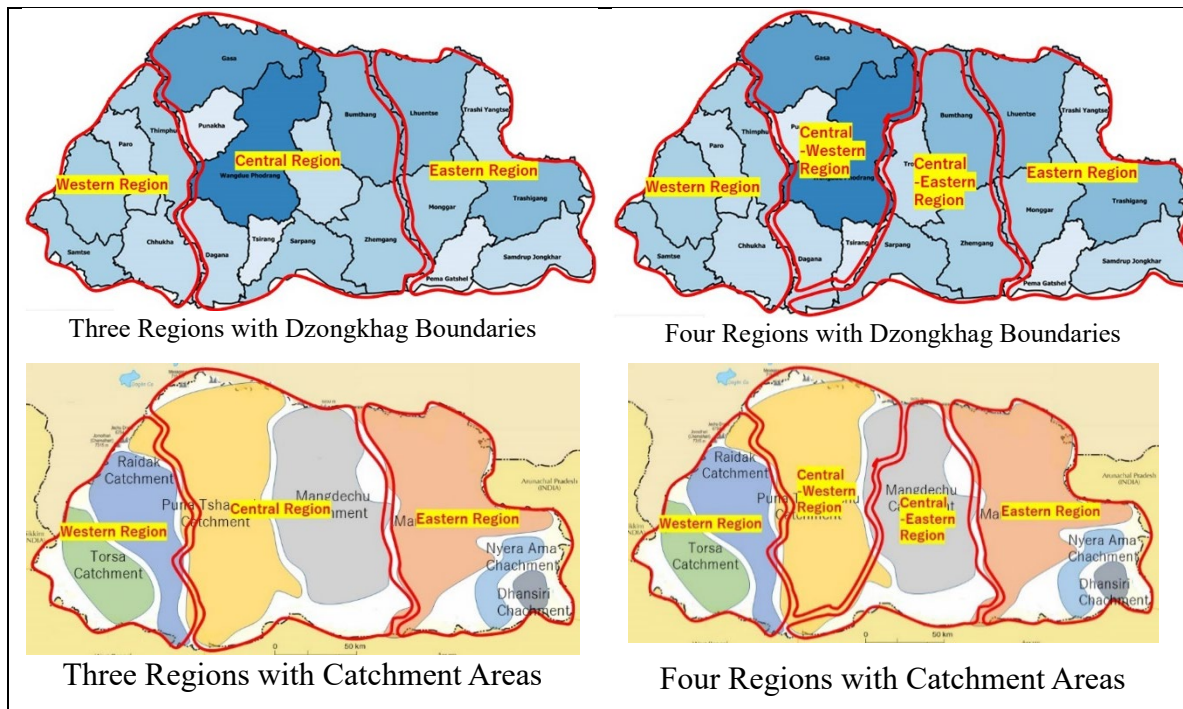 Gasa
Punakha
Thimphu
Paro
Bumthang
Lhuentse
Trashi Yangtse
Western Region
Central Region
Wangdue Phodrang
Eastern Region
Monggar
Trashigang
Samtse
Chhukha
Dagana
Tsirang
Sarpang
Zhemgang
Pema Gatshel
Samdrup Jongkhar
Three Regions with Dzongkhag Boundaries
Gasa
Thimphu
Paro
Bumthang
Lhuentse
Trashi Yangtse
Central
-Western
Region
Central
-Eastern
Region
Western Region
Eastern Region
Monggar
Trashigang
Samtse
Chhukha
Dagana
Tsirang
Sarpang
Zhemgang
Pema Gatshel
Samdrup Jongkhar
Four Regions with Dzongkhag Boundaries
Raidak
Catchment
Puna
Catchment
Mangdechu
Western Region
Central Region
Eastern Region
Torsa
Catchment
Arunachal Pradesh
(INDIA)
Nyera Ama
Chachment
Dhansiri
Chachment
0 50 km
Three Regions with Catchment Areas
Raidak
Catchment
Central
-Western
Region
Catchment
Mangdechu
Central
-Eastern
Region
Western Region
Eastern Region
Torsa
Catchment
Arunachal Pradesh
(INDIA)
Nyera Ama
Chachment
Dhansiri
Chachment
0 50 km
Four Regions with Catchment Areas